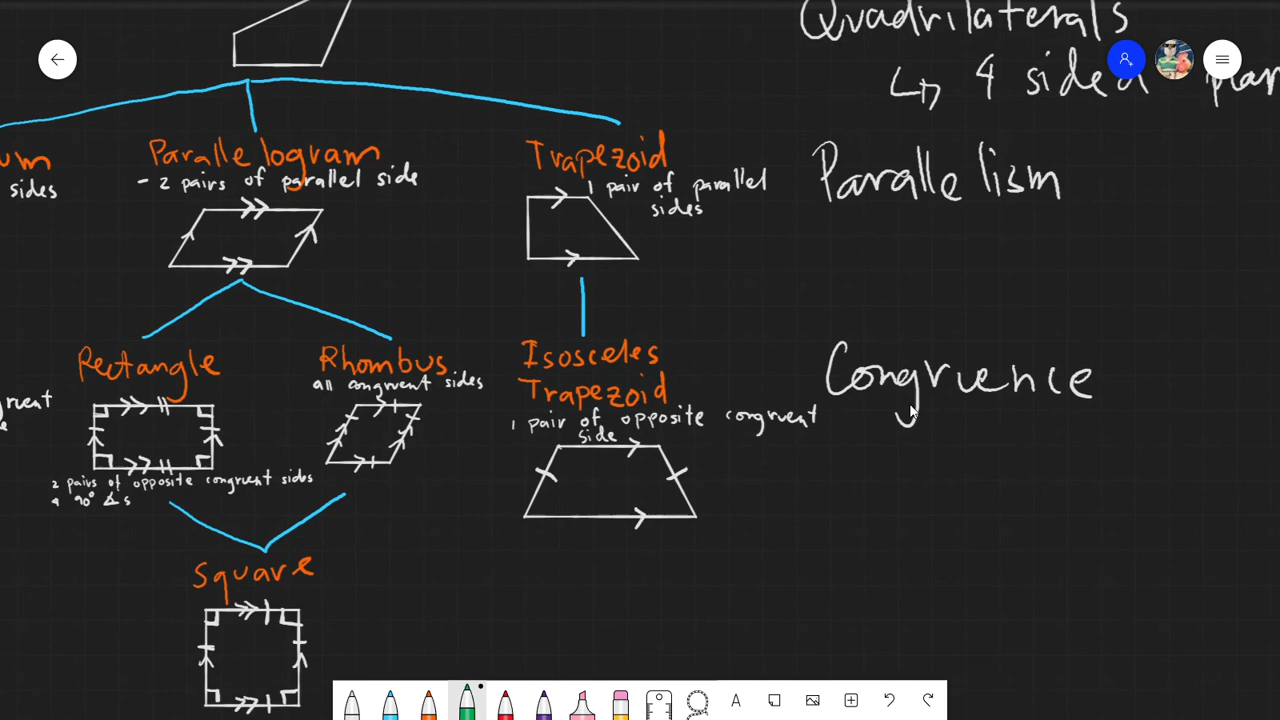 Quadrilaterals
↳ 4 sided
Parallelism
Congruence
um
sides
Parallelogram
- 2 pairs of parallel side
Trapezoid
1 pair of parallel
sides
Rectangle
2 pairs of opposite congruent sides
4 90° ∡s
Rhombus
all congruent sides
Isosceles
Trapezoid
1 pair of opposite congruent
side
Square
A